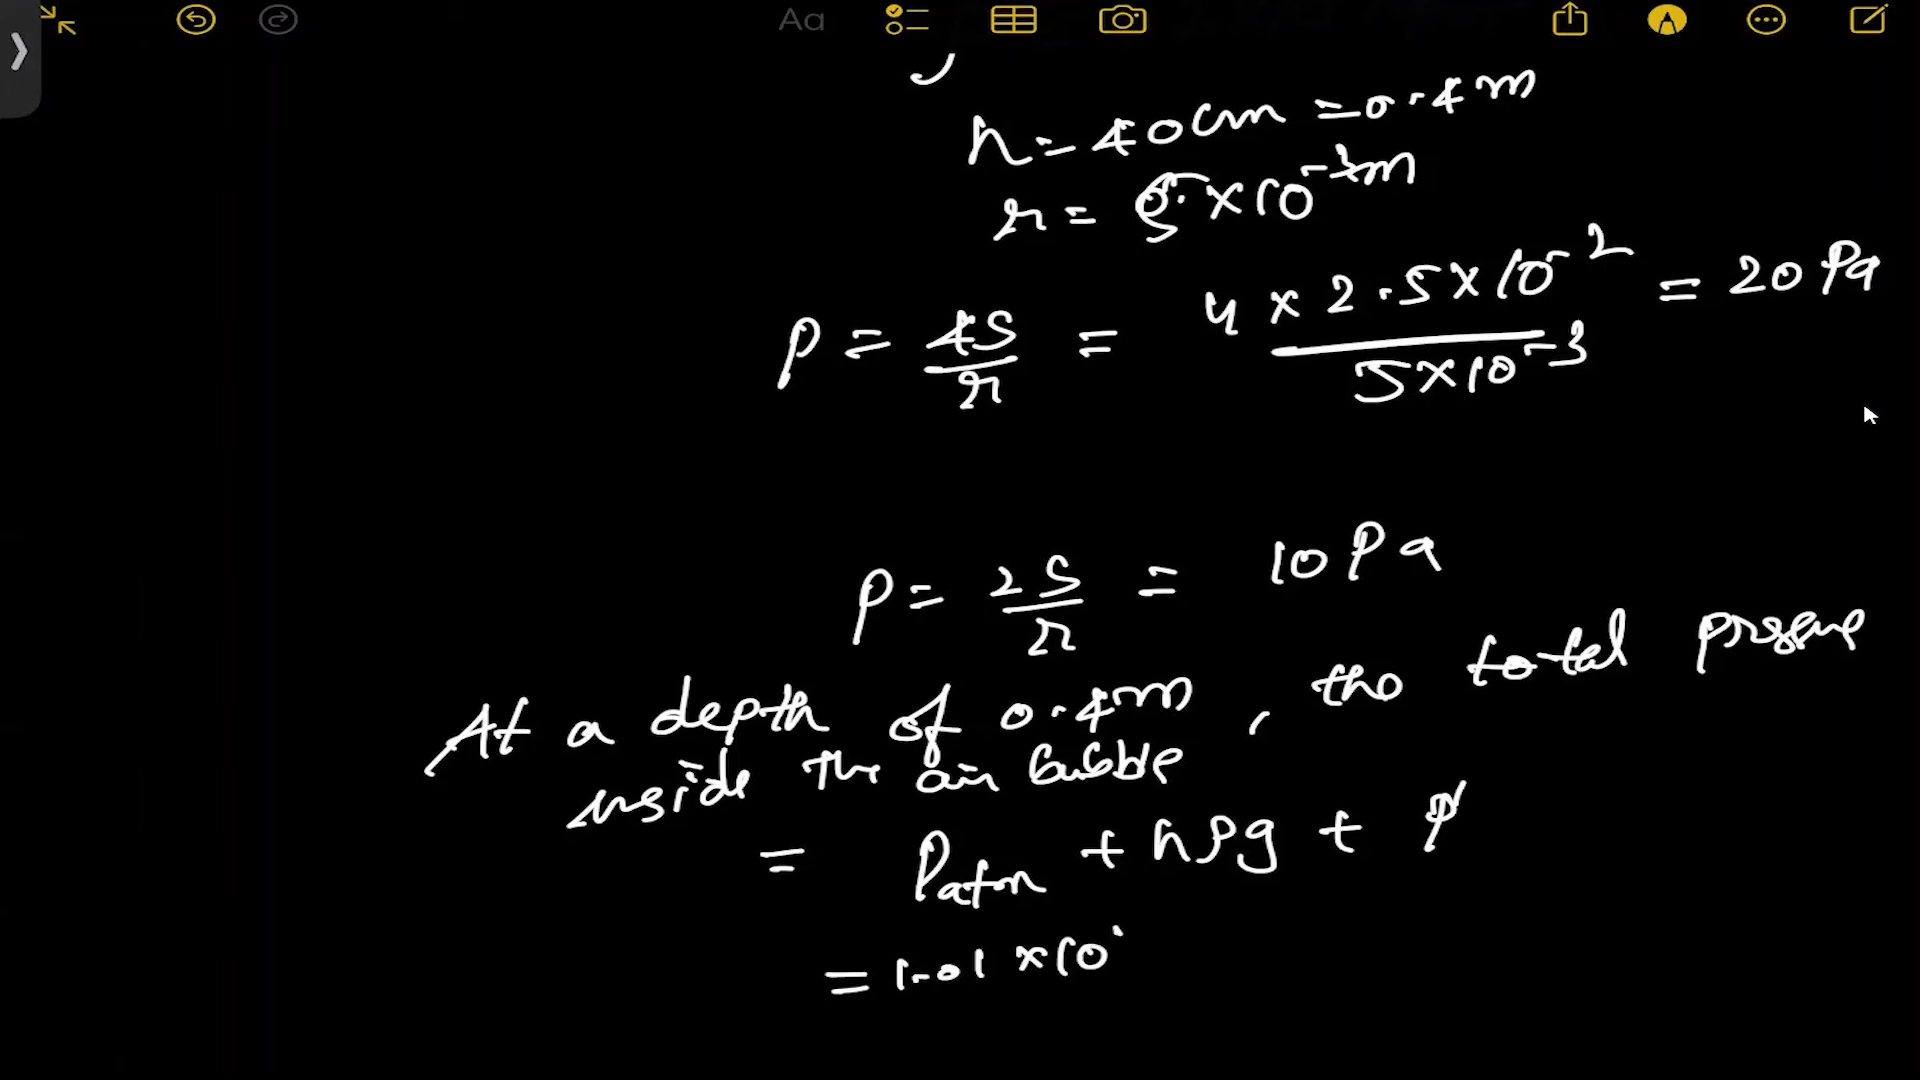 Aa
h = 40cm = 0.4m
r = 5 × 10⁻³m
P = 4S/r = 4 × 2.5 × 10⁻² / 5 × 10⁻³ = 20 Pa
P = 2S/r = 10 Pa
At a depth of 0.4m, the total pressure
inside the air bubble
= Patm + hρg + P
= 1.01 × 10